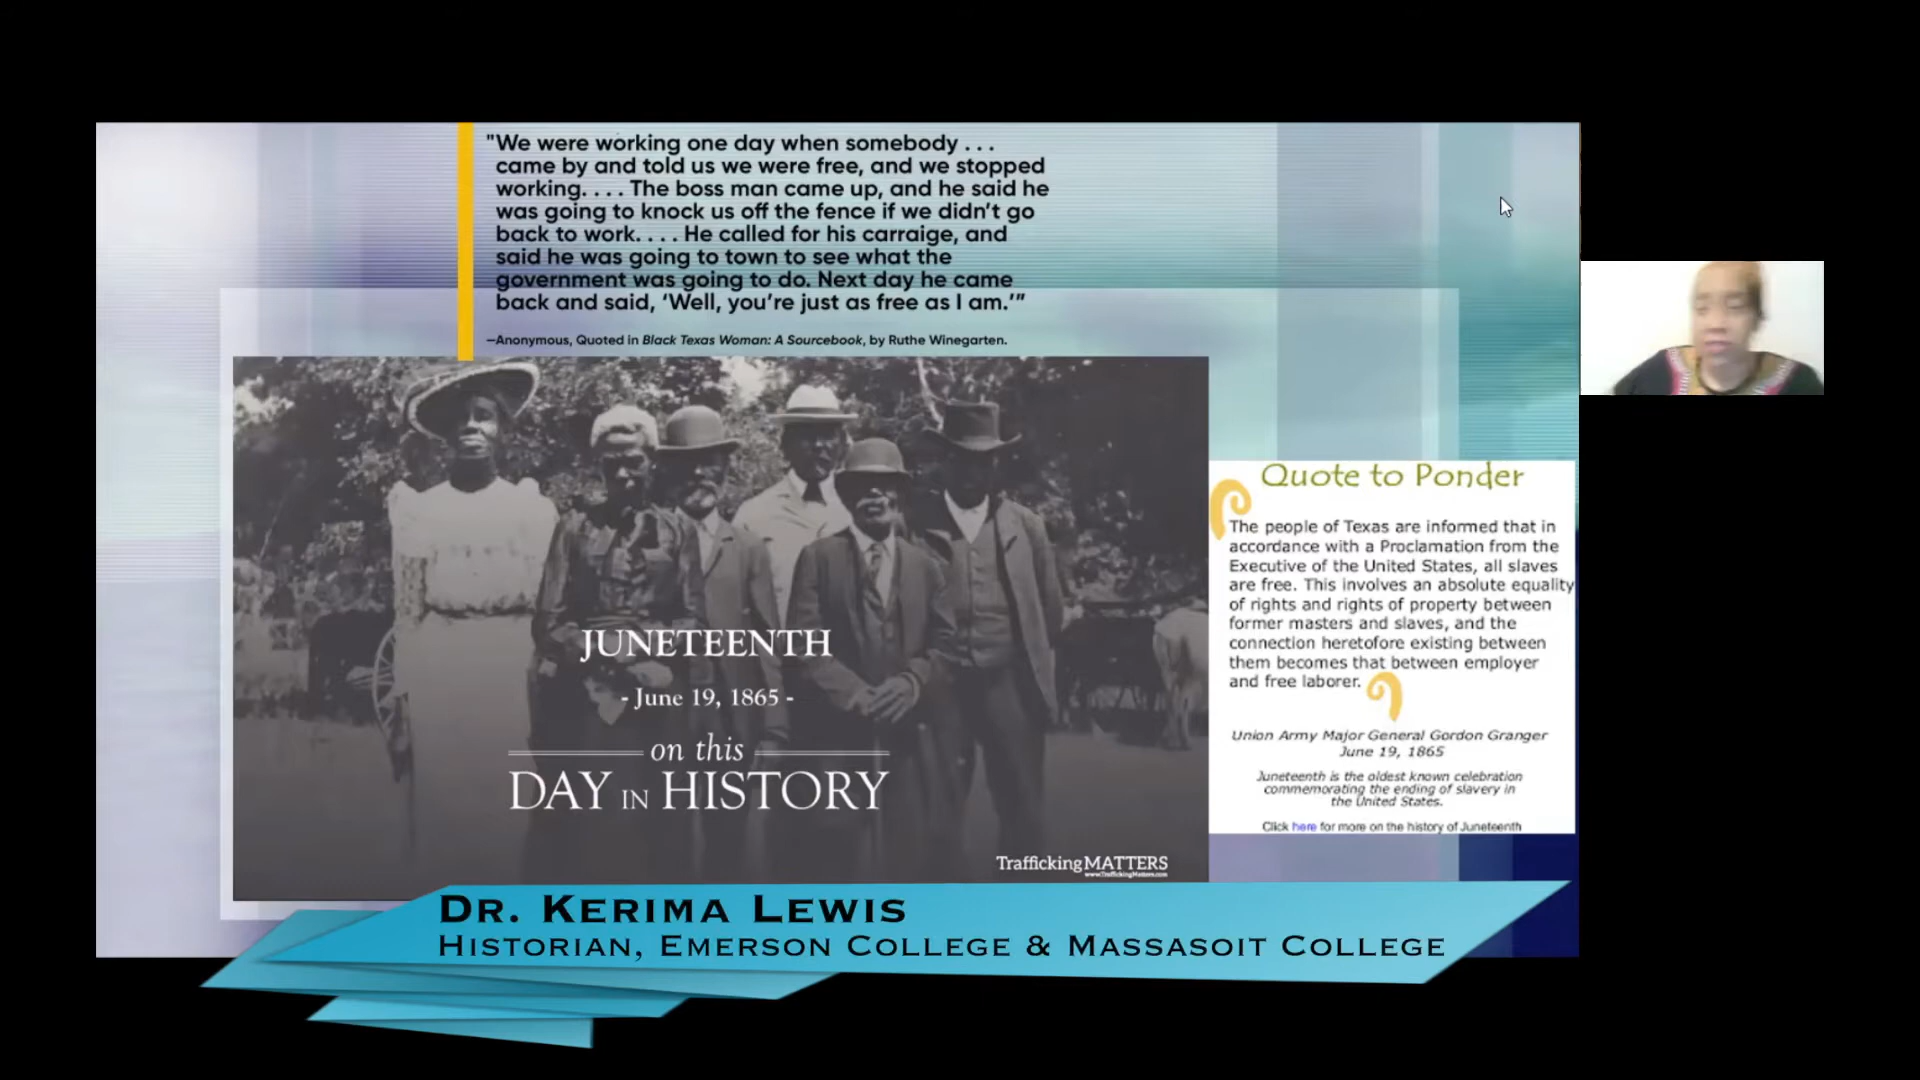 "We were working one day when somebody . . .
came by and told us we were free, and we stopped
working. . . . The boss man came up, and he said he
was going to knock us off the fence if we didn't go
back to work. . . . He called for his carraige, and
said he was going to town to see what the
government was going to do. Next day he came
back and said, 'Well, you're just as free as I am.'"
—Anonymous, Quoted in Black Texas Woman: A Sourcebook, by Ruthe Winegarten.
JUNETEENTH
- June 19, 1865 -
on this
DAY IN HISTORY
TraffickingMATTERS
www.TraffickingMatters.com
Quote to Ponder
The people of Texas are informed that in
accordance with a Proclamation from the
Executive of the United States, all slaves
are free. This involves an absolute equality
of rights and rights of property between
former masters and slaves, and the
connection heretofore existing between
them becomes that between employer
and free laborer.
Union Army Major General Gordon Granger
June 19, 1865
Juneteenth is the oldest known celebration
commemorating the ending of slavery in
the United States.
Click here for more on the history of Juneteenth
DR. KERIMA LEWIS
HISTORIAN, EMERSON COLLEGE & MASSASOIT COLLEGE